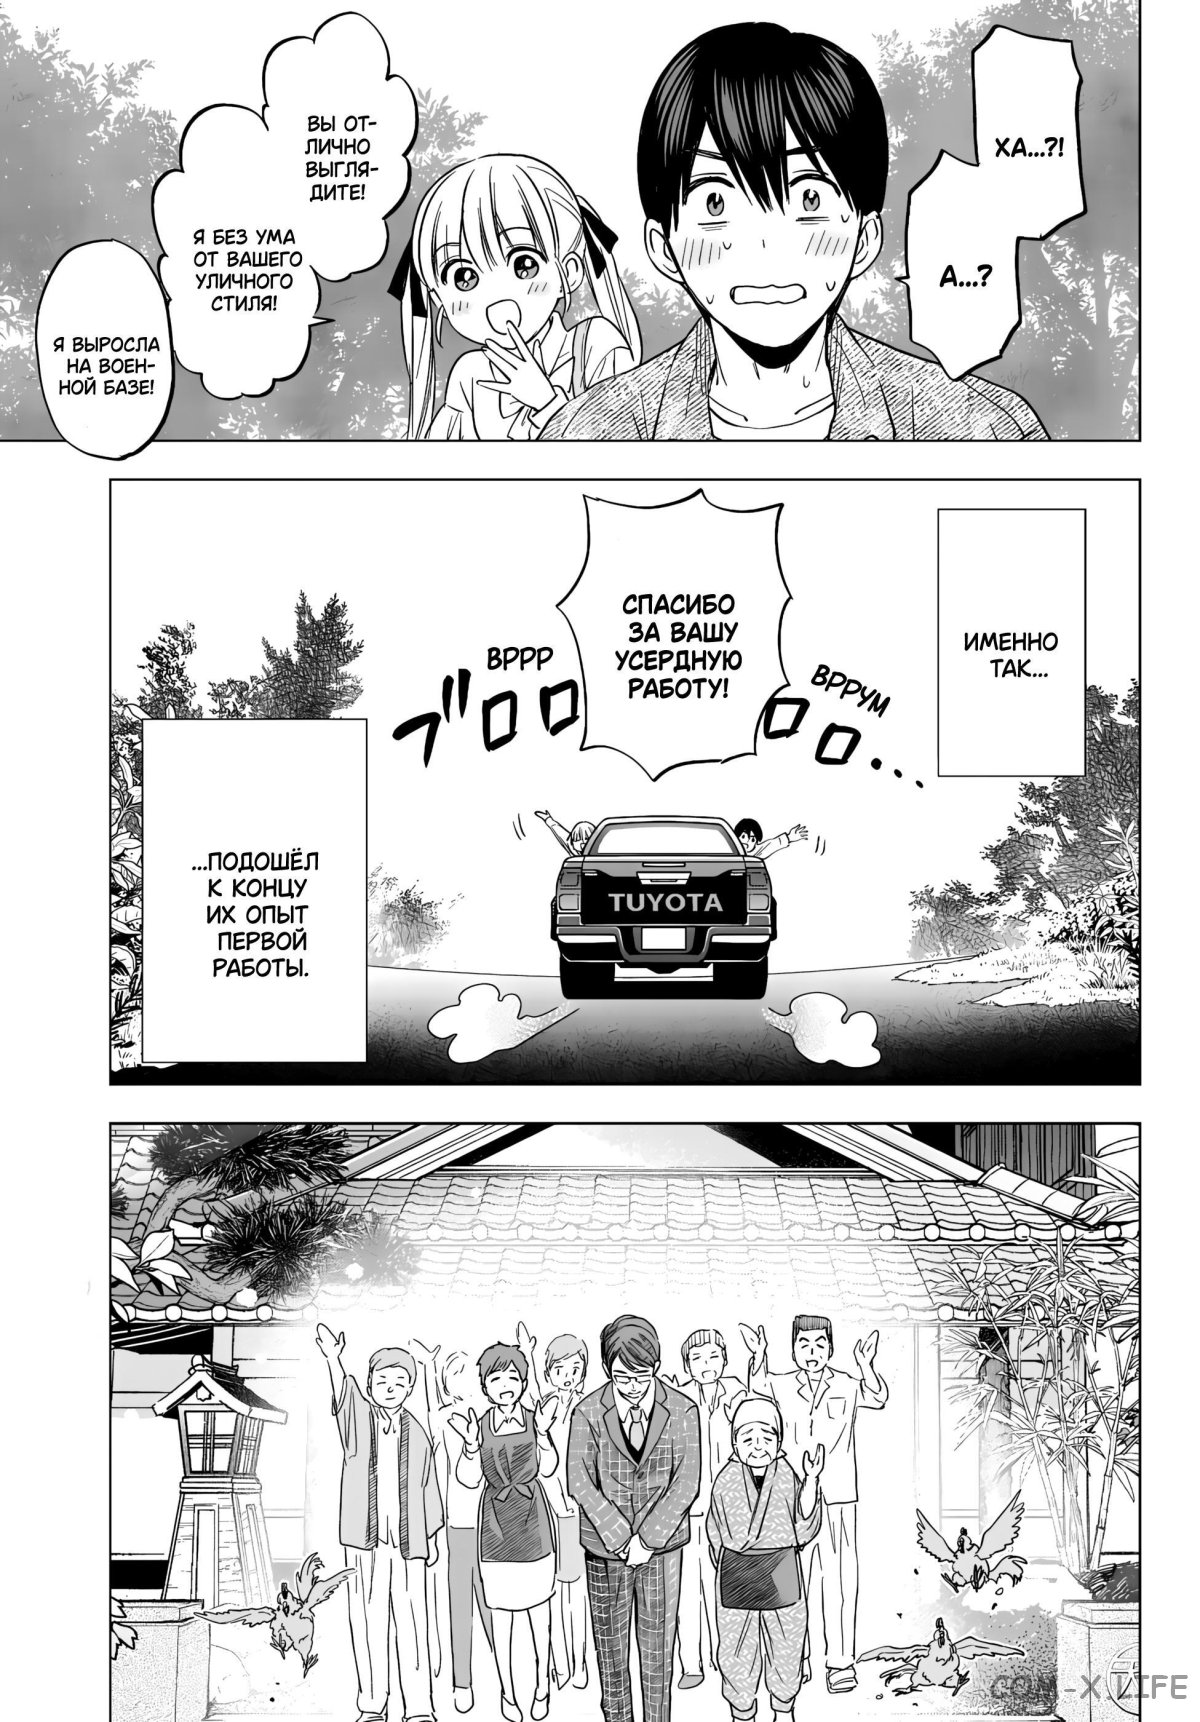 ХА...?!
А...?
ВЫ ОТ-
ЛИЧНО
ВЫГЛЯ-
ДИТЕ!
Я БЕЗ УМА
ОТ ВАШЕГО
УЛИЧНОГО
СТИЛЯ!
Я ВЫРОСЛА
НА ВОЕН-
НОЙ БАЗЕ!
ИМЕННО
ТАК...
СПАСИБО
ЗА ВАШУ
УСЕРДНУЮ
РАБОТУ!
ВРРР
ВРРУМ
ブロロロロ...
TUYOTA
...ПОДОШЁЛ
К КОНЦУ
ИХ ОПЫТ
ПЕРВОЙ
РАБОТЫ.
COM-X.LIFE